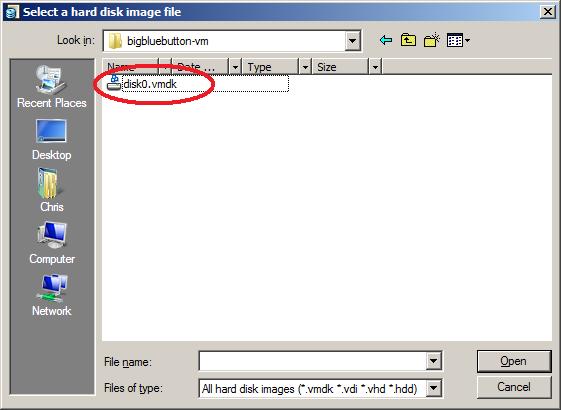 Select a hard disk image file
Look in: bigbluebutton-vm
Name Date ... Type Size
disk0.vmdk
Recent Places
Desktop
Chris
Computer
Network
File name:
Open
Files of type: All hard disk images (*.vmdk *.vdi *.vhd *.hdd)
Cancel